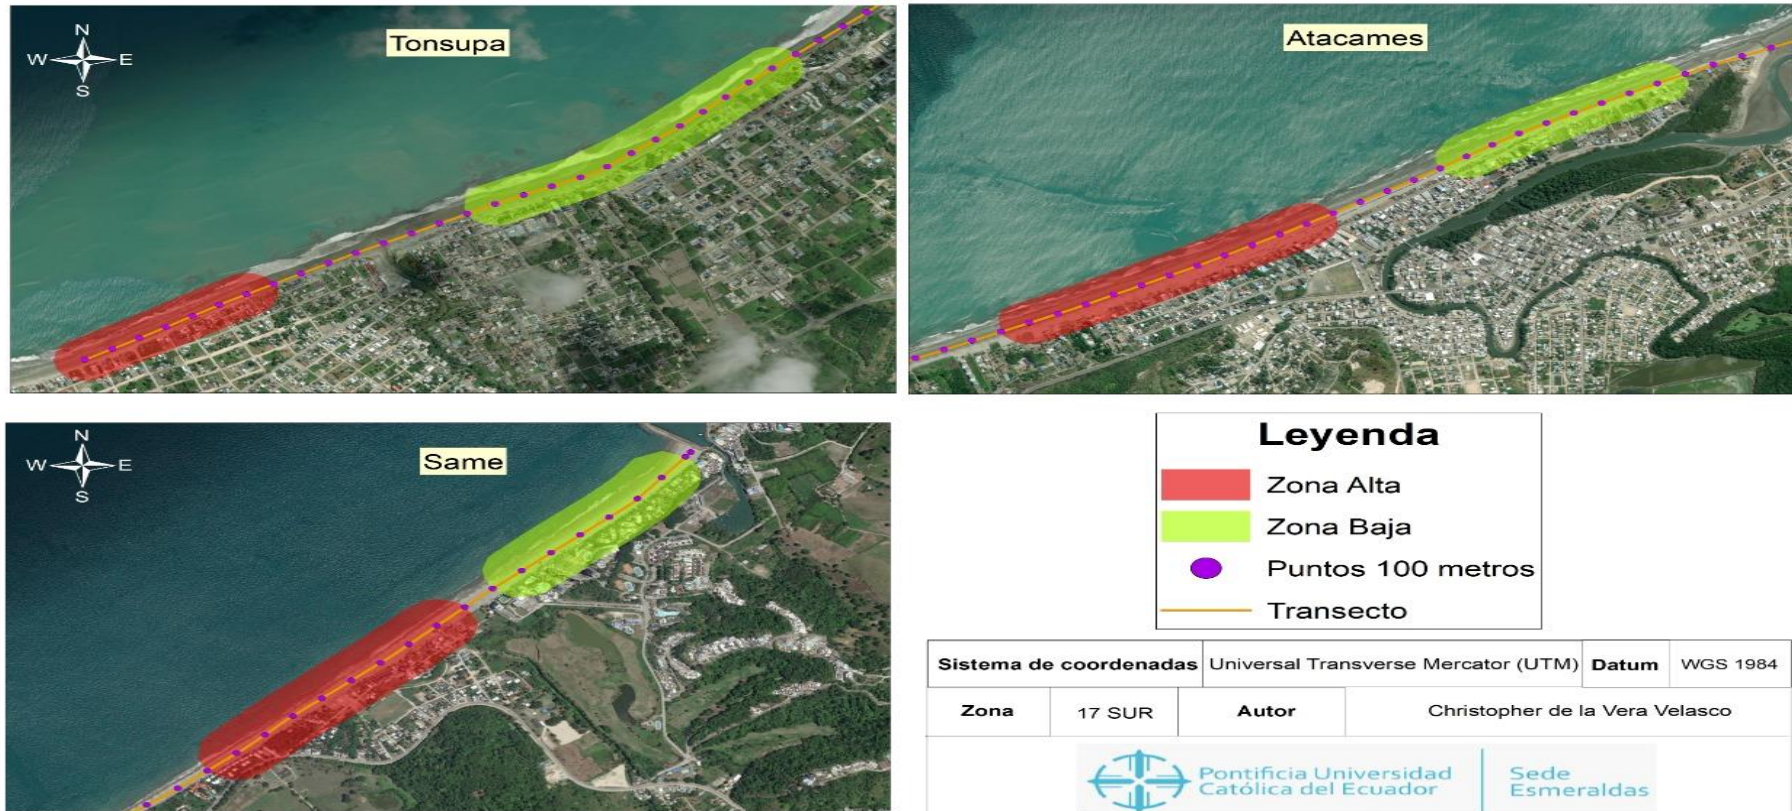 N
W E
S
Tonsupa
Atacames
N
W E
S
Same
Leyenda
Zona Alta
Zona Baja
Puntos 100 metros
Transecto
Sistema de coordenadas Universal Transverse Mercator (UTM) Datum WGS 1984
Zona 17 SUR Autor Christopher de la Vera Velasco
Pontificia Universidad
Católica del Ecuador
Sede
Esmeraldas